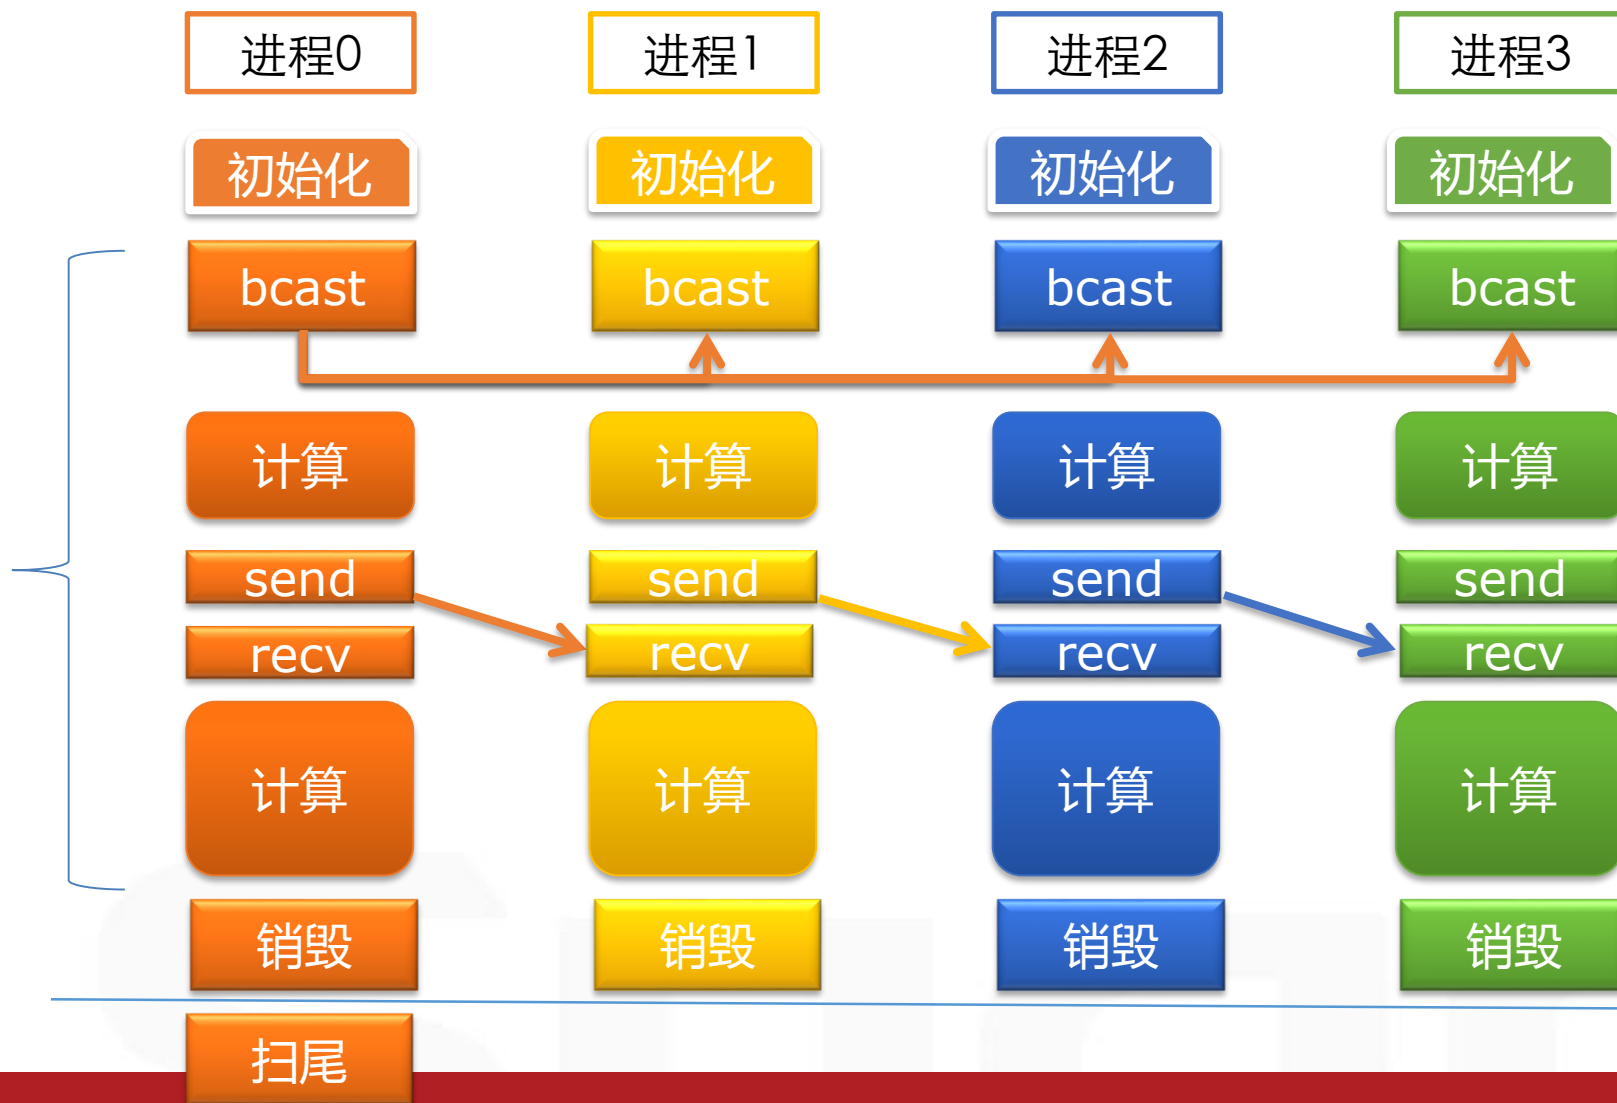 进程0
进程1
进程2
进程3
初始化
初始化
初始化
初始化
bcast
bcast
bcast
bcast
计算
计算
计算
计算
send
send
send
send
recv
recv
recv
recv
计算
计算
计算
计算
销毁
销毁
销毁
销毁
扫尾